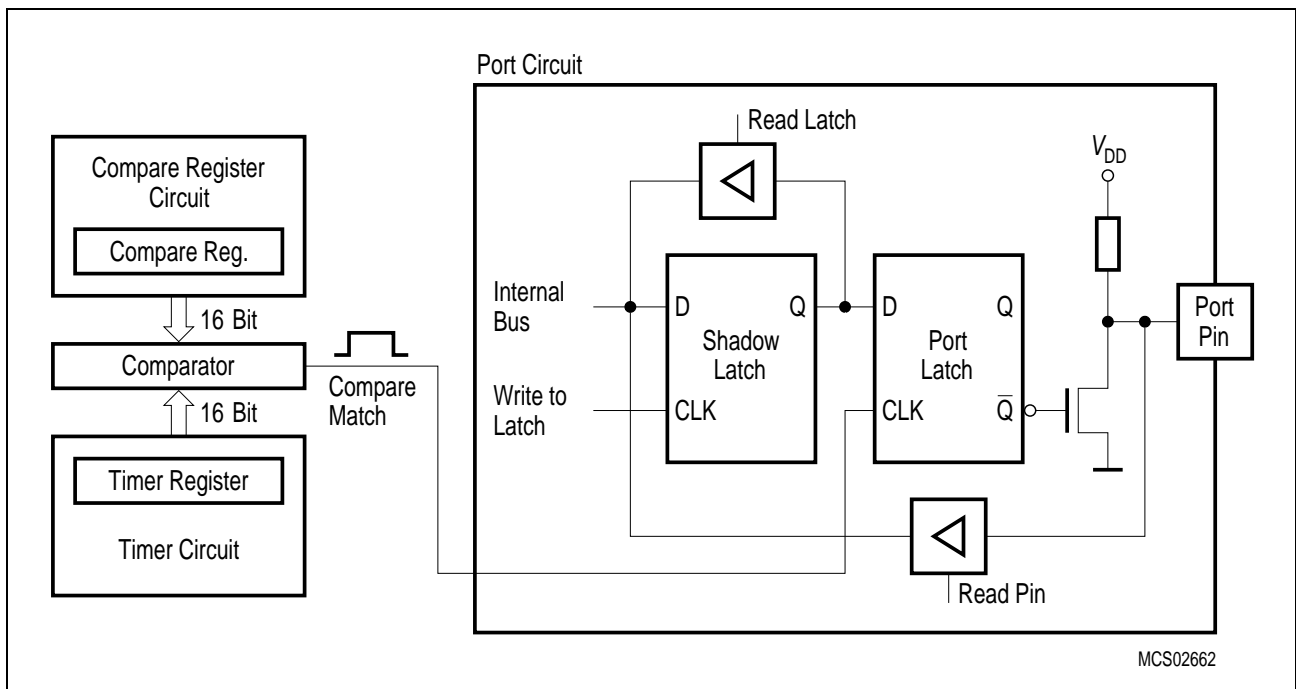 Port Circuit
Compare Register
Circuit
Compare Reg.
16 Bit
Comparator
16 Bit
Timer Register
Timer Circuit
Compare
Match
Read Latch
Internal
Bus
Write to
Latch
D
Q
Shadow
Latch
CLK
D
Q
Port
Latch
CLK
Q̅
VDD
Port
Pin
Read Pin
MCS02662